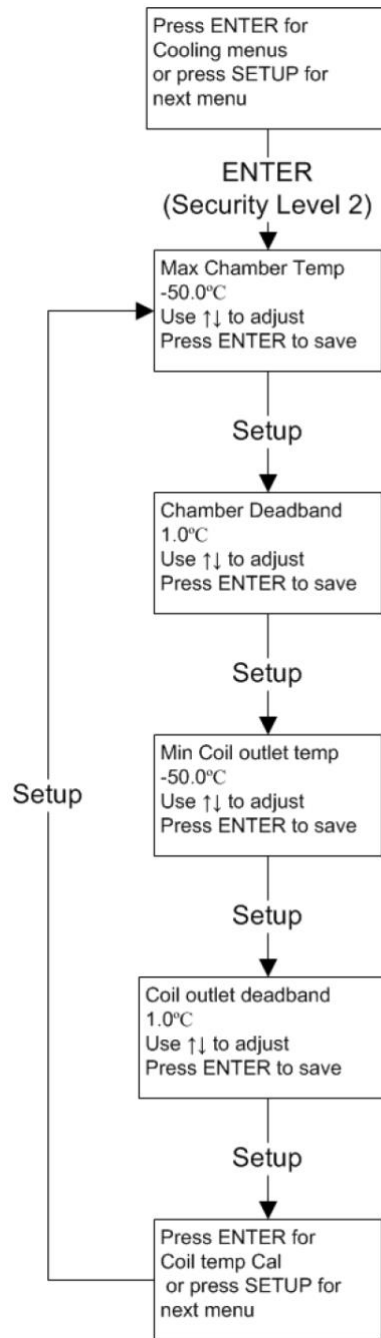 Press ENTER for
Cooling menus
or press SETUP for
next menu
ENTER
(Security Level 2)
Max Chamber Temp
-50.0℃
Use ↑↓ to adjust
Press ENTER to save
Setup
Chamber Deadband
1.0℃
Use ↑↓ to adjust
Press ENTER to save
Setup
Min Coil outlet temp
-50.0℃
Use ↑↓ to adjust
Press ENTER to save
Setup
Setup
Coil outlet deadband
1.0℃
Use ↑↓ to adjust
Press ENTER to save
Setup
Press ENTER for
Coil temp Cal
or press SETUP for
next menu